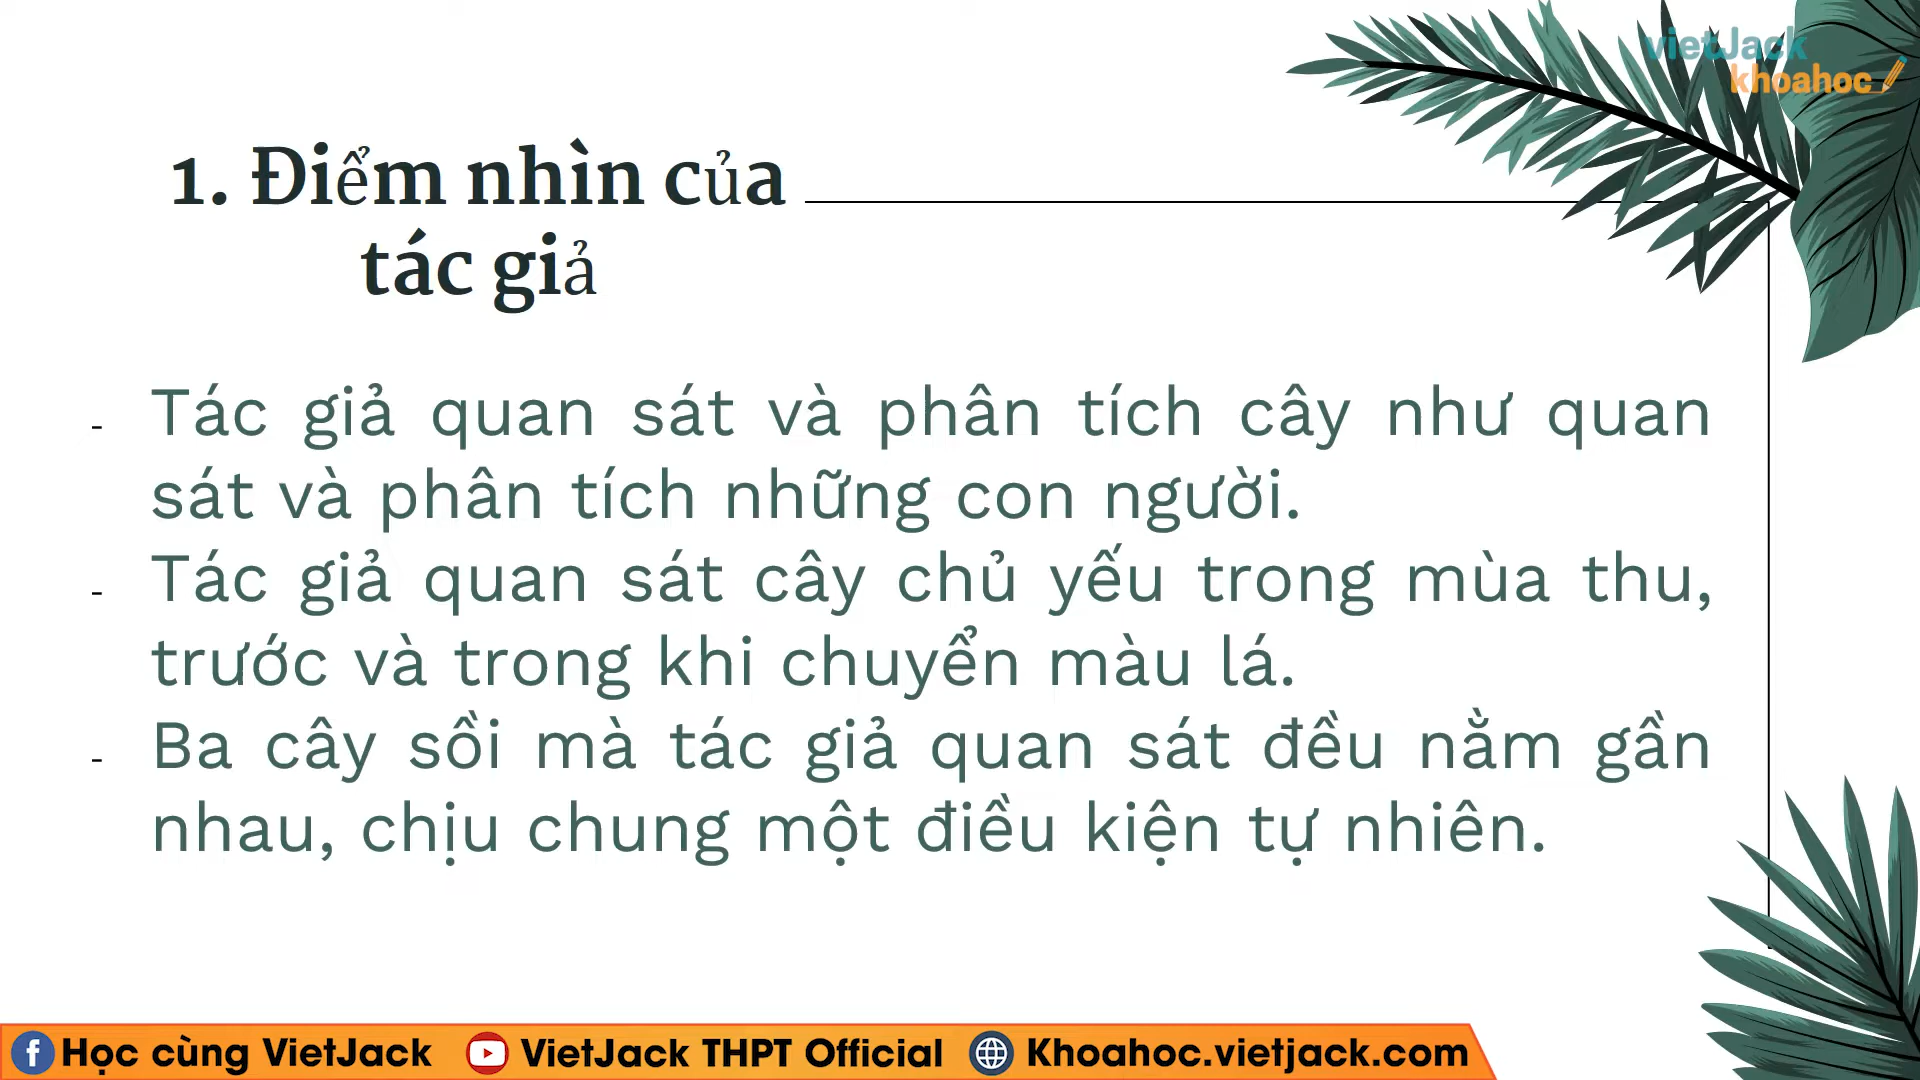 vietJack
khoahoc
1. Điểm nhìn của
tác giả
- Tác giả quan sát và phân tích cây như quan
sát và phân tích những con người.
- Tác giả quan sát cây chủ yếu trong mùa thu,
trước và trong khi chuyển màu lá.
- Ba cây sồi mà tác giả quan sát đều nằm gần
nhau, chịu chung một điều kiện tự nhiên.
Học cùng VietJack VietJack THPT Official Khoahoc.vietjack.com